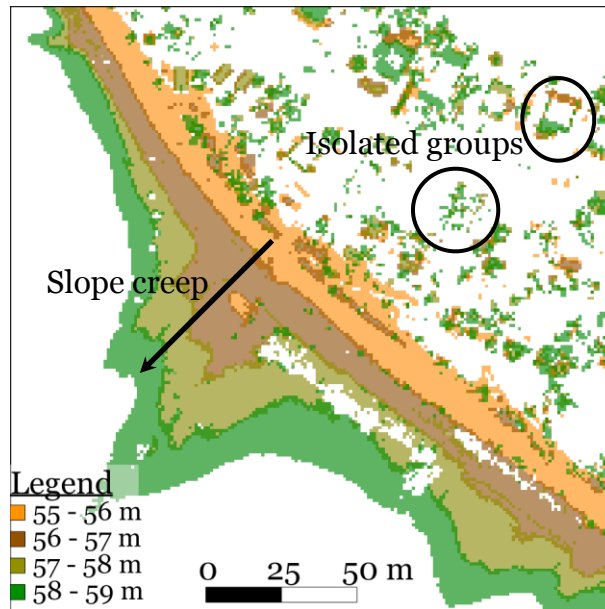 Isolated groups
Slope creep
Legend
55 - 56 m
56 - 57 m
57 - 58 m
58 - 59 m
0 25 50 m